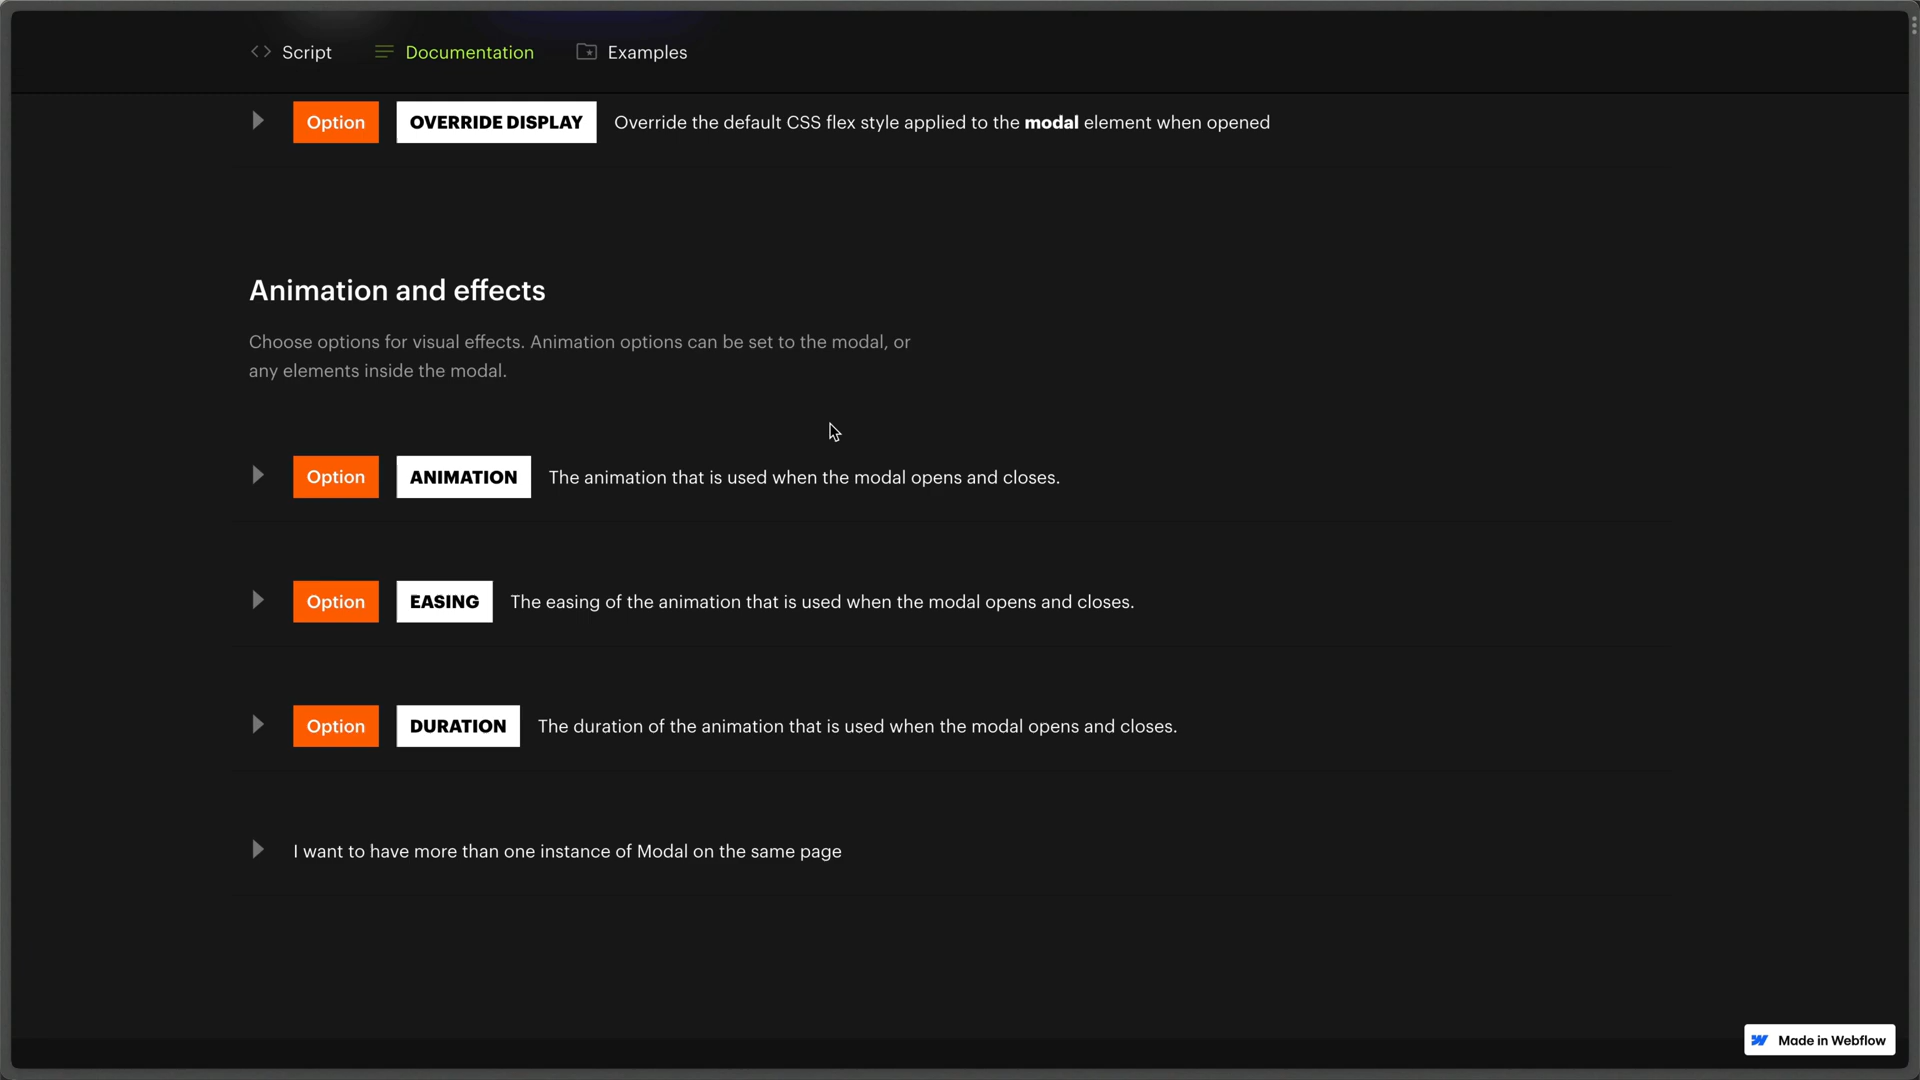 Script
Documentation
Examples
Option OVERRIDE DISPLAY Override the default CSS flex style applied to the modal element when opened
Animation and effects
Choose options for visual effects. Animation options can be set to the modal, or
any elements inside the modal.
Option ANIMATION The animation that is used when the modal opens and closes.
Option EASING The easing of the animation that is used when the modal opens and closes.
Option DURATION The duration of the animation that is used when the modal opens and closes.
I want to have more than one instance of Modal on the same page
Made in Webflow